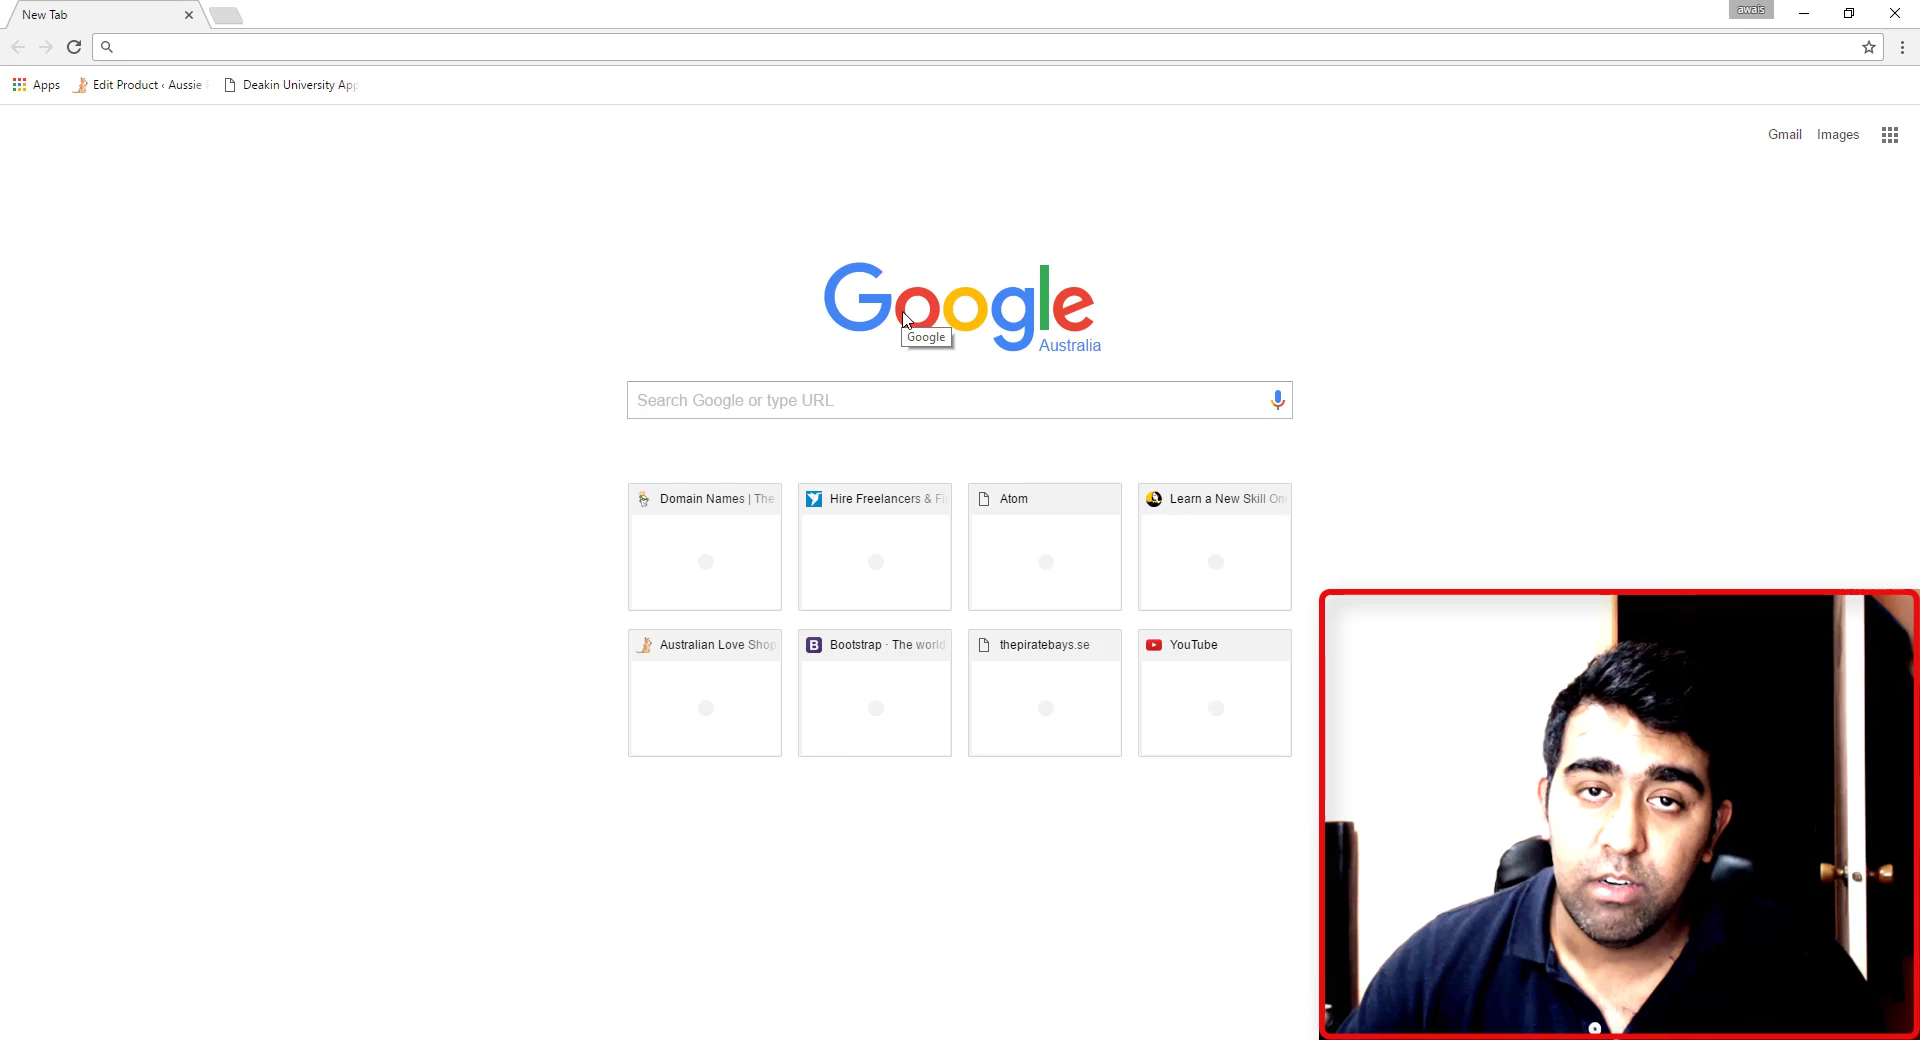 New Tab
awais
Apps
Edit Product ‹ Aussie
Deakin University App
Gmail
Images
Google
Australia
Google
Search Google or type URL
Domain Names | The
Hire Freelancers & Fi
Atom
Learn a New Skill Onl
Australian Love Shop
Bootstrap · The world
thepiratebays.se
YouTube